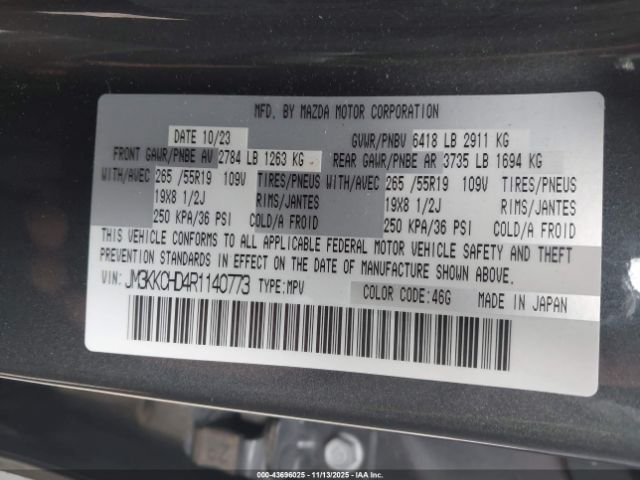 MFD. BY MAZDA MOTOR CORPORATION
DATE 10/23 GVWR/PNBV 6418 LB 2911 KG
FRONT GAWR/PNBE AV 2784 LB 1263 KG REAR GAWR/PNBE AR 3735 LB 1694 KG
WITH/AVEC 265 /55R19 109V TIRES/PNEUS WITH/AVEC 265 /55R19 109V TIRES/PNEUS
19X8 1/2J RIMS/JANTES 19X8 1/2J RIMS/JANTES
250 KPA/36 PSI COLD/A FROID 250 KPA/36 PSI COLD/A FROID
THIS VEHICLE CONFORMS TO ALL APPLICABLE FEDERAL MOTOR VEHICLE SAFETY AND THEFT
PREVENTION STANDARDS IN EFFECT ON THE DATE OF MANUFACTURE SHOWN ABOVE.
VIN: JM3KKCHD4R1140773 TYPE:MPV COLOR CODE:46G MADE IN JAPAN
00-43696025 - 11/13/2025 - IAAI.CA